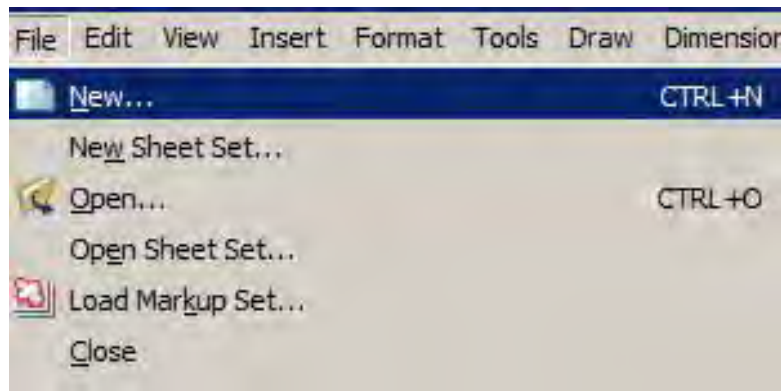 File Edit View Insert Format Tools Draw Dimension
New... CTRL+N
New Sheet Set...
Open... CTRL+O
Open Sheet Set...
Load Markup Set...
Close